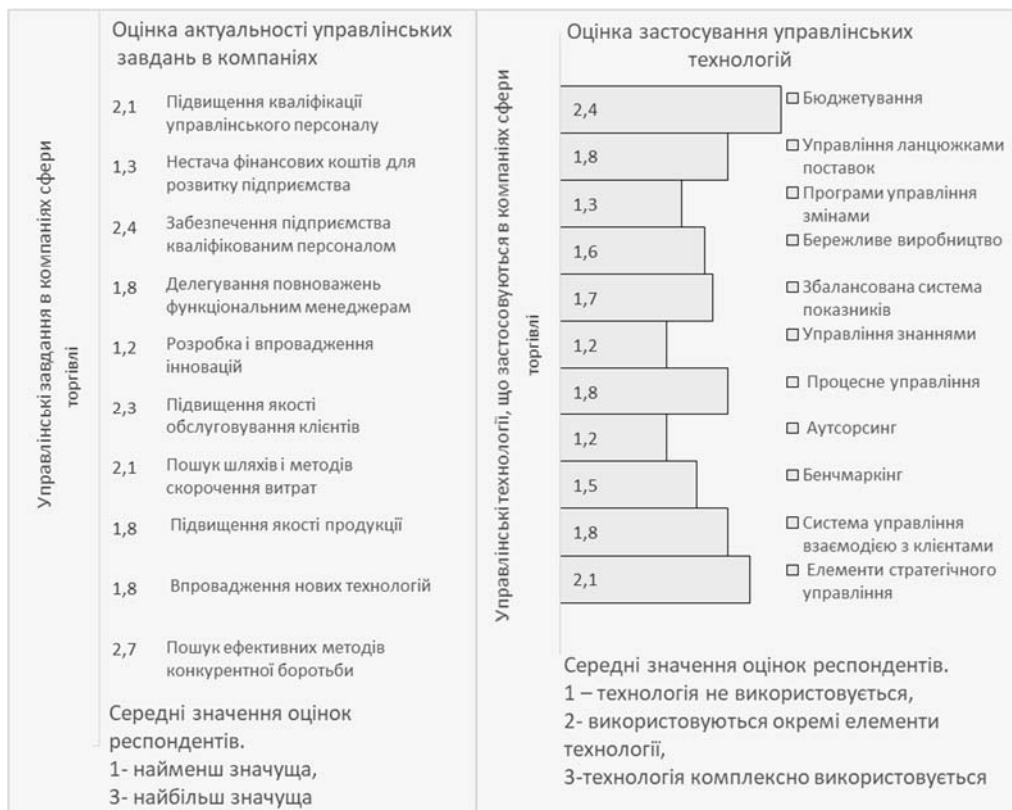 Оцінка актуальності управлінських
завдань в компаніях
Управлінські завдання в компаніях сфери
торгівлі
2,1 Підвищення кваліфікації
управлінського персоналу
1,3 Нестача фінансових коштів для
розвитку підприємства
2,4 Забезпечення підприємства
кваліфікованим персоналом
1,8 Делегування повноважень
функціональним менеджерам
1,2 Розробка і впровадження
інновацій
2,3 Підвищення якості
обслуговування клієнтів
2,1 Пошук шляхів і методів
скорочення витрат
1,8 Підвищення якості продукції
1,8 Впровадження нових технологій
2,7 Пошук ефективних методів
конкурентної боротьби
Середні значення оцінок
респондентів.
1- найменш значуща,
3- найбільш значуща
Оцінка застосування управлінських
технологій
Управлінські технології, що застосовуються в компаніях сфери
торгівлі
2,4 Бюджетування
1,8 Управління ланцюжками
поставок
1,3 Програми управління
змінами
1,6 Бережливе виробництво
1,7 Збалансована система
показників
1,2 Управління знаннями
1,8 Процесне управління
1,2 Аутсорсинг
1,5 Бенчмаркінг
1,8 Система управління
взаємодією з клієнтами
2,1 Елементи стратегічного
управління
Середні значення оцінок респондентів.
1 – технологія не використовується,
2- використовуються окремі елементи
технології,
3-технологія комплексно використовується